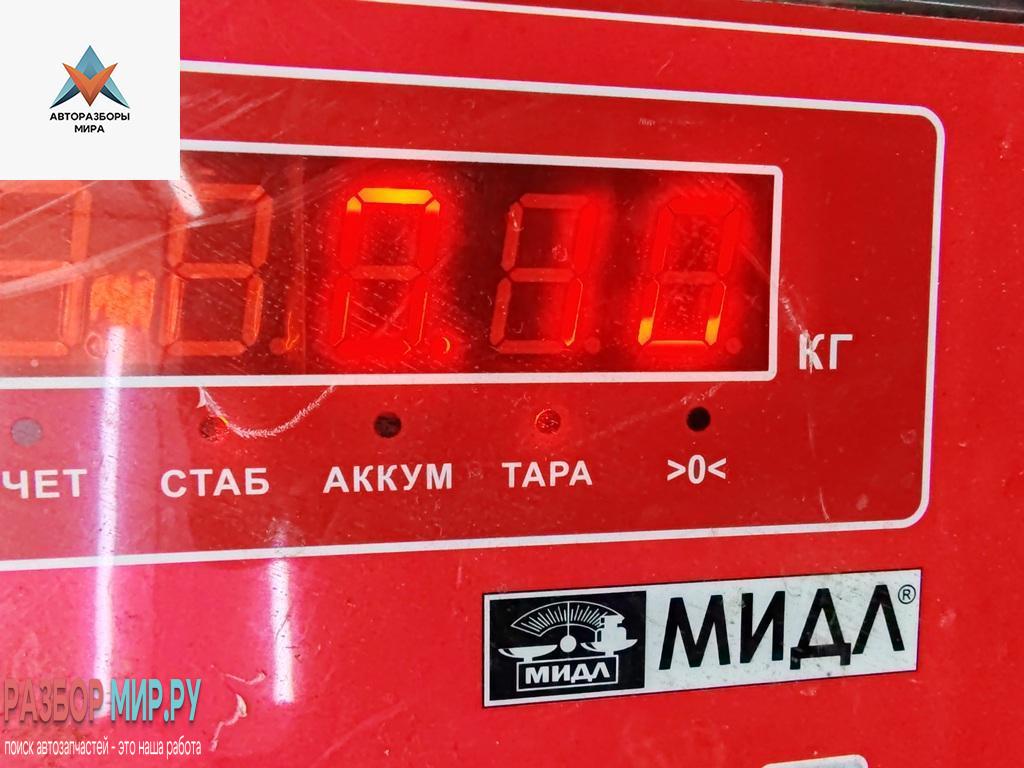 АВТОРАЗБОРЫ
МИРА
КГ
ЧЕТ СТАБ АККУМ ТАРА >0<
МИДЛ
МИДЛ®
РАЗБОР МИР.РУ
поиск автозапчастей - это наша работа